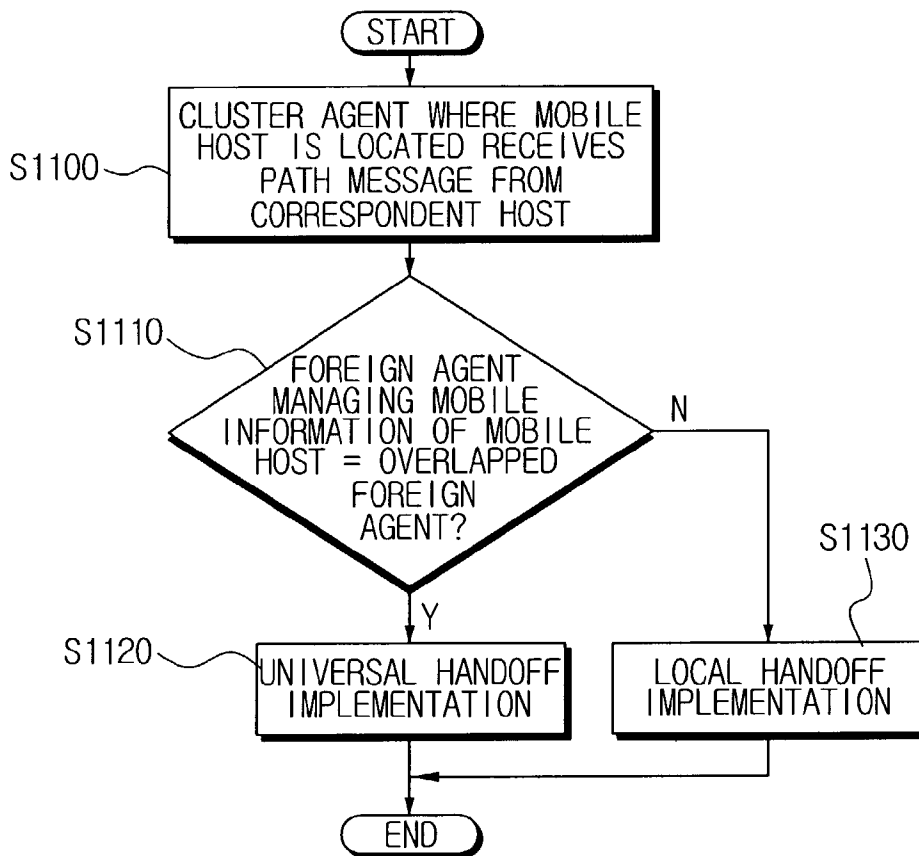 START
CLUSTER AGENT WHERE MOBILE
HOST IS LOCATED RECEIVES
PATH MESSAGE FROM
CORRESPONDENT HOST
S1100
S1110
FOREIGN AGENT
MANAGING MOBILE
INFORMATION OF MOBILE
HOST = OVERLAPPED
FOREIGN
AGENT?
N
Y
S1120
UNIVERSAL HANDOFF
IMPLEMENTATION
S1130
LOCAL HANDOFF
IMPLEMENTATION
END